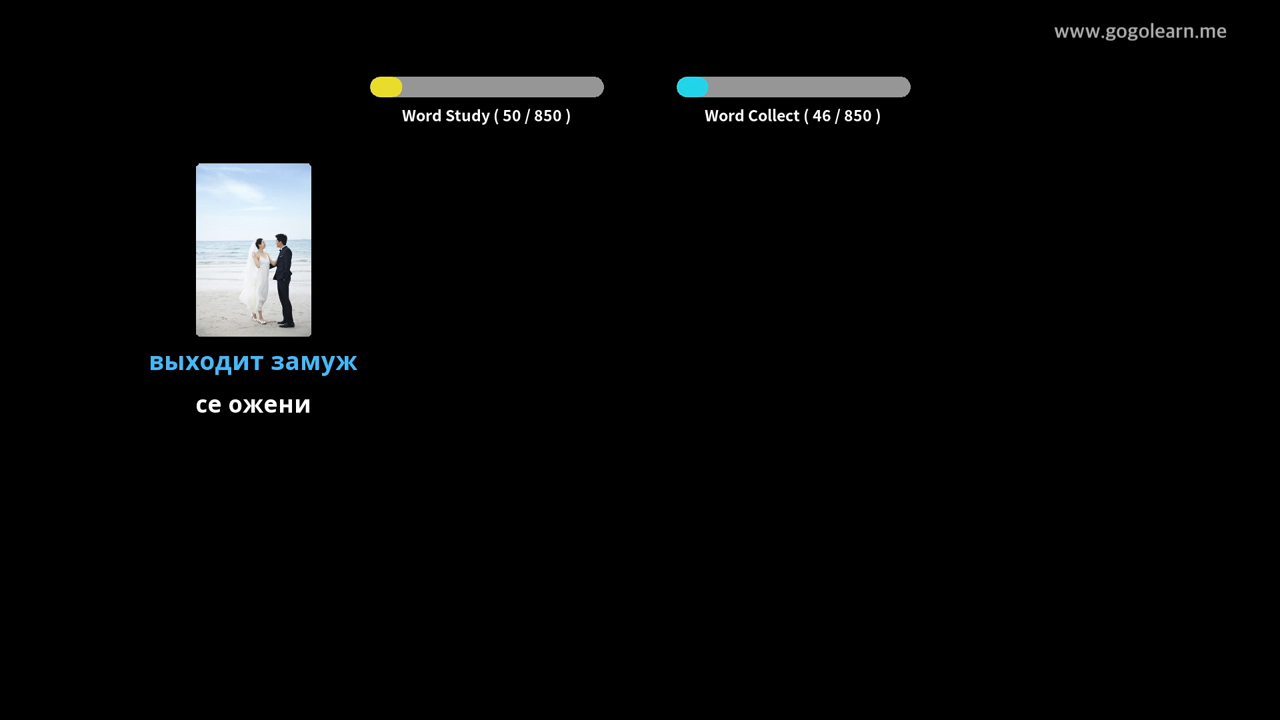 www.gogolearn.me
Word Study ( 50 / 850 )
Word Collect ( 46 / 850 )
выходит замуж
се ожени